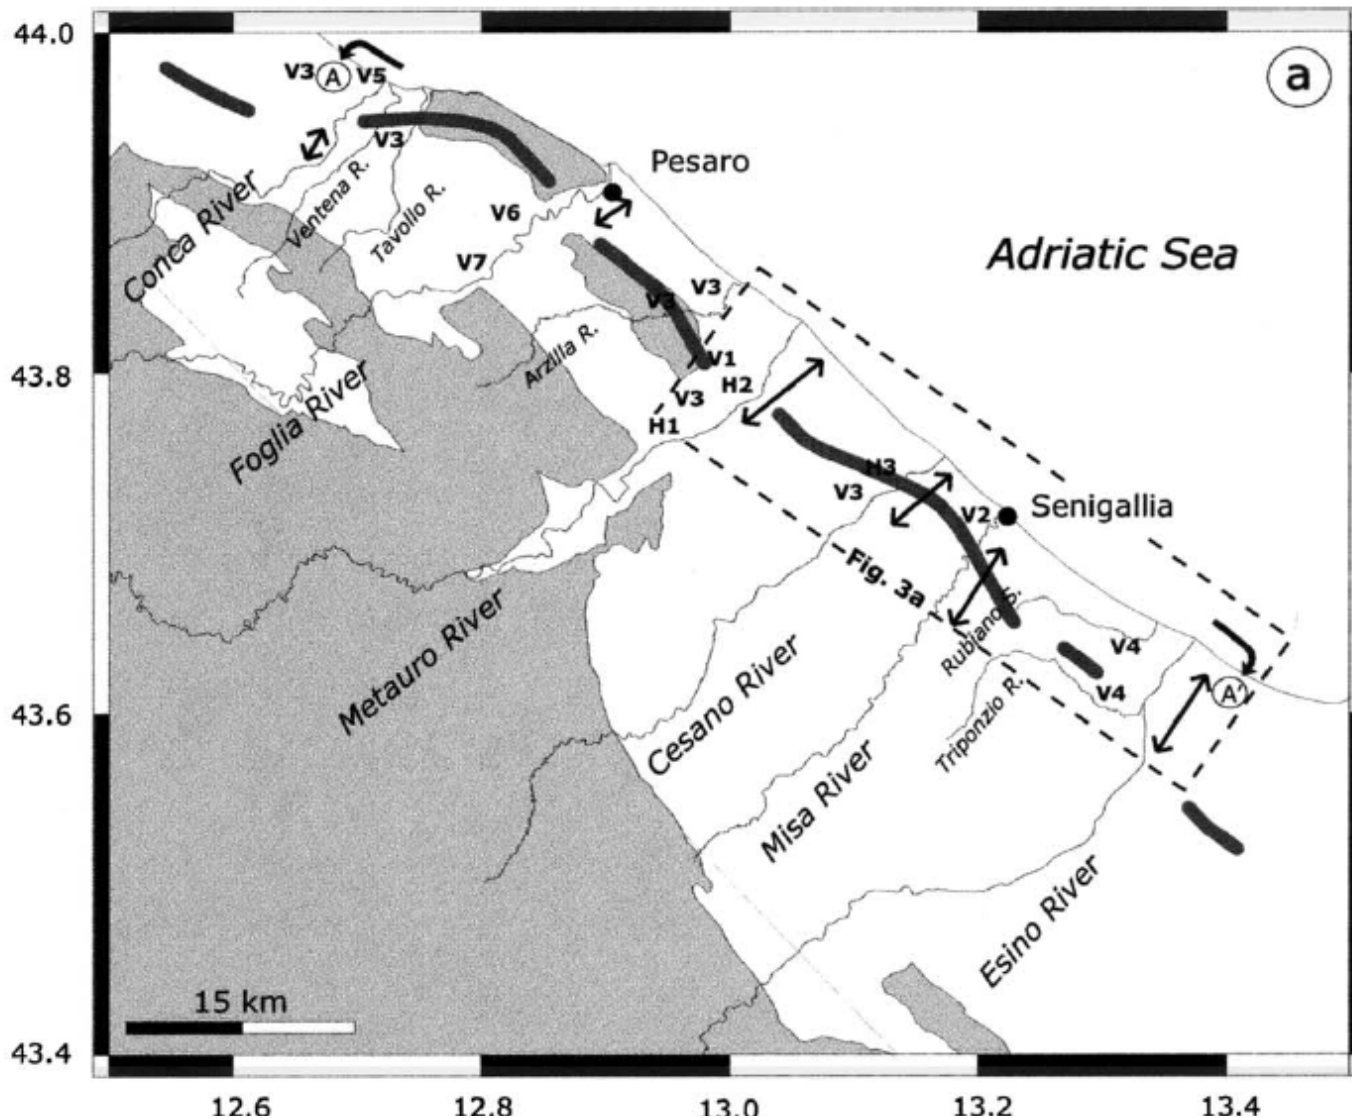 44.0
V3
A
V5
a
V3
Pesaro
Conca River
Ventena R.
Tavollo R.
V6
Adriatic Sea
V7
V3
V3
Arzilla R.
43.8
V1
H2
Foglia River
V3
H1
H3
V3
V2
Senigallia
Fig. 3a
Metauro River
Rubiano S.
V4
Cesano River
V4
A'
43.6
Triponzio R.
Misa River
Esino River
15 km
43.4
12.6
12.8
13.0
13.2
13.4